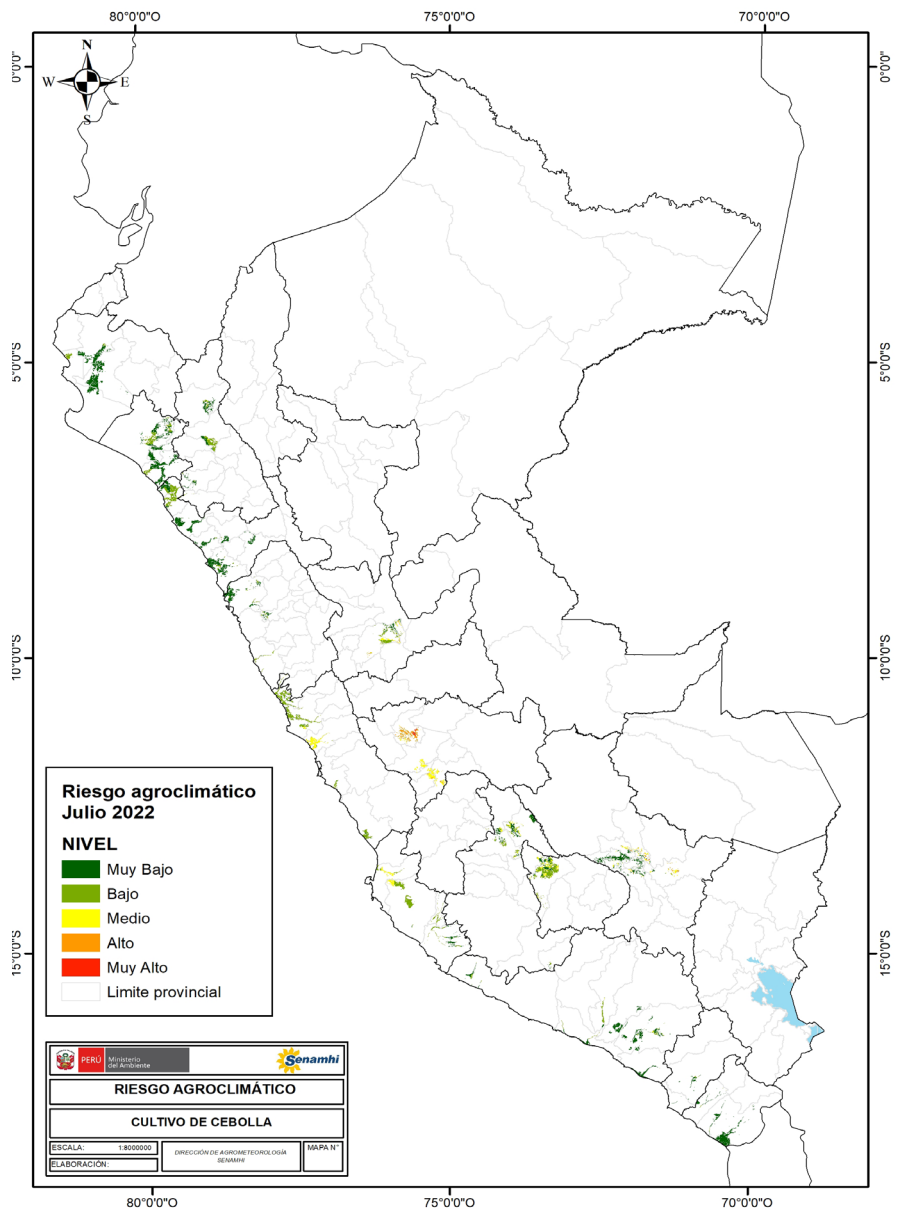 80°0'0"O 75°0'0"O 70°0'0"O
N
W E
S
0°0'0" 0°0'0"
5°0'0"S 5°0'0"S
10°0'0"S 10°0'0"S
15°0'0"S 15°0'0"S
Riesgo agroclimático
Julio 2022
NIVEL
Muy Bajo
Bajo
Medio
Alto
Muy Alto
Limite provincial
PERÚ Ministerio
del Ambiente
Senamhi
RIESGO AGROCLIMÁTICO
CULTIVO DE CEBOLLA
ESCALA: 1:8000000
ELABORACIÓN:
DIRECCIÓN DE AGROMETEOROLOGÍA
SENAMHI
MAPA N°
80°0'0"O 75°0'0"O 70°0'0"O